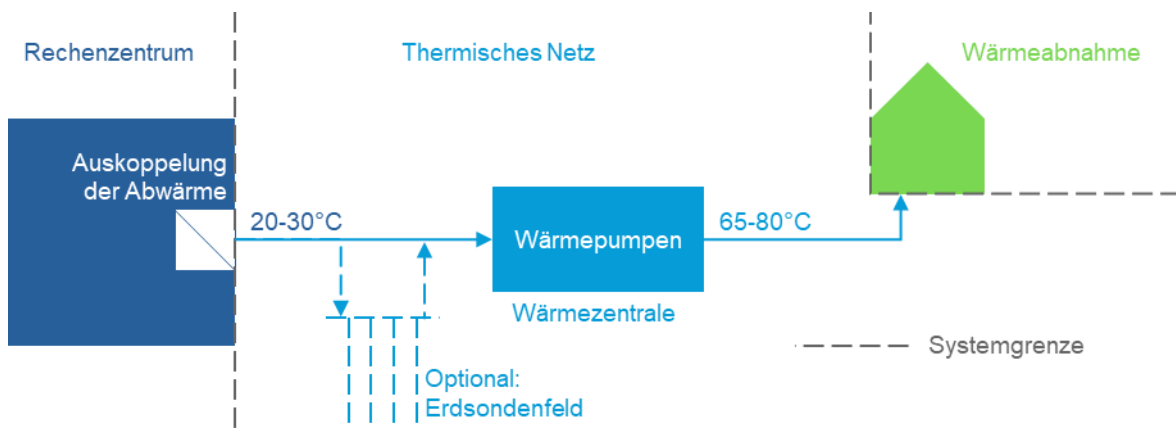 Rechenzentrum
Thermisches Netz
Wärmeabnahme
Auskoppelung
der Abwärme
20-30°C
Wärmepumpen
65-80°C
Wärmezentrale
Systemgrenze
Optional:
Erdsondenfeld